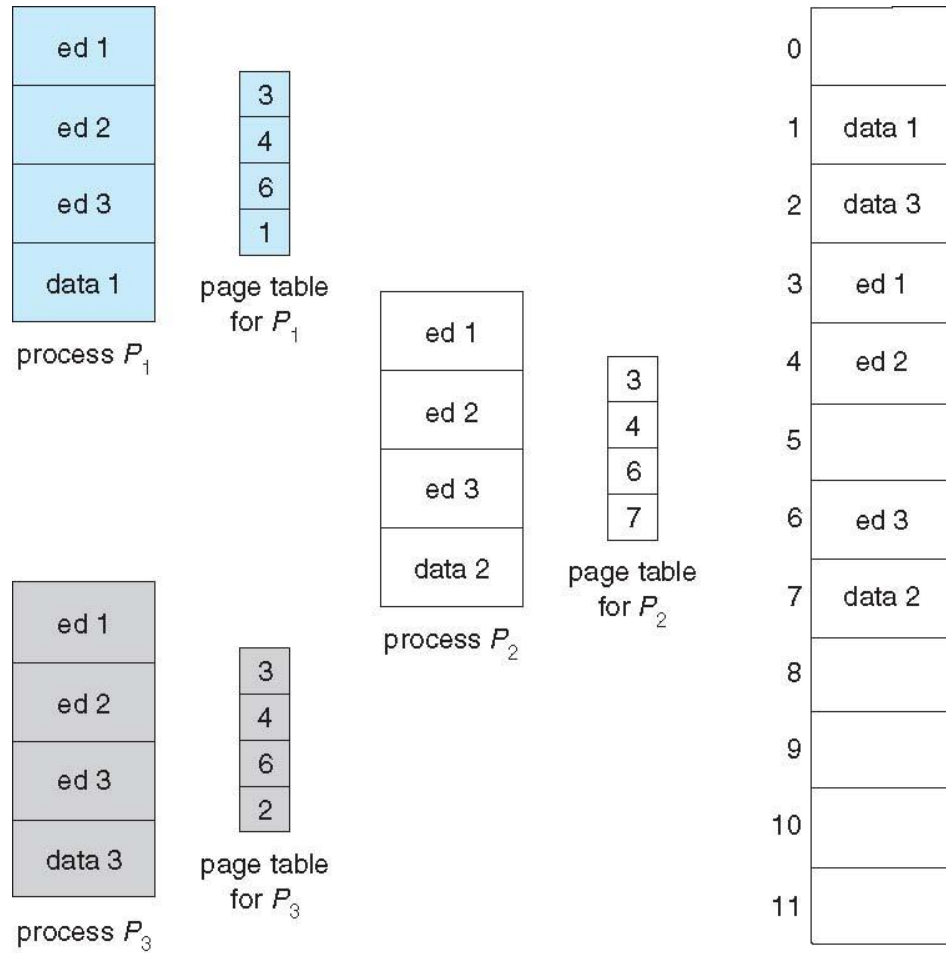 ed 1
ed 2
ed 3
data 1
process P1
3
4
6
1
page table
for P1
ed 1
ed 2
ed 3
data 2
process P2
3
4
6
7
page table
for P2
ed 1
ed 2
ed 3
data 3
process P3
3
4
6
2
page table
for P3
0
1 data 1
2 data 3
3 ed 1
4 ed 2
5
6 ed 3
7 data 2
8
9
10
11